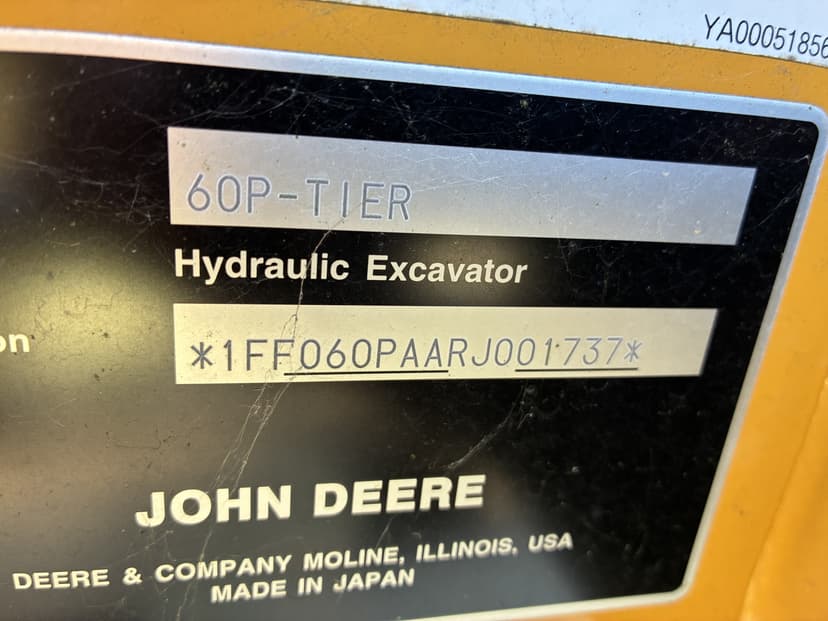 YA00051856
60P-TIER
Hydraulic Excavator
on
*1FF060PAARJ001737*
JOHN DEERE
DEERE & COMPANY MOLINE, ILLINOIS, USA
MADE IN JAPAN